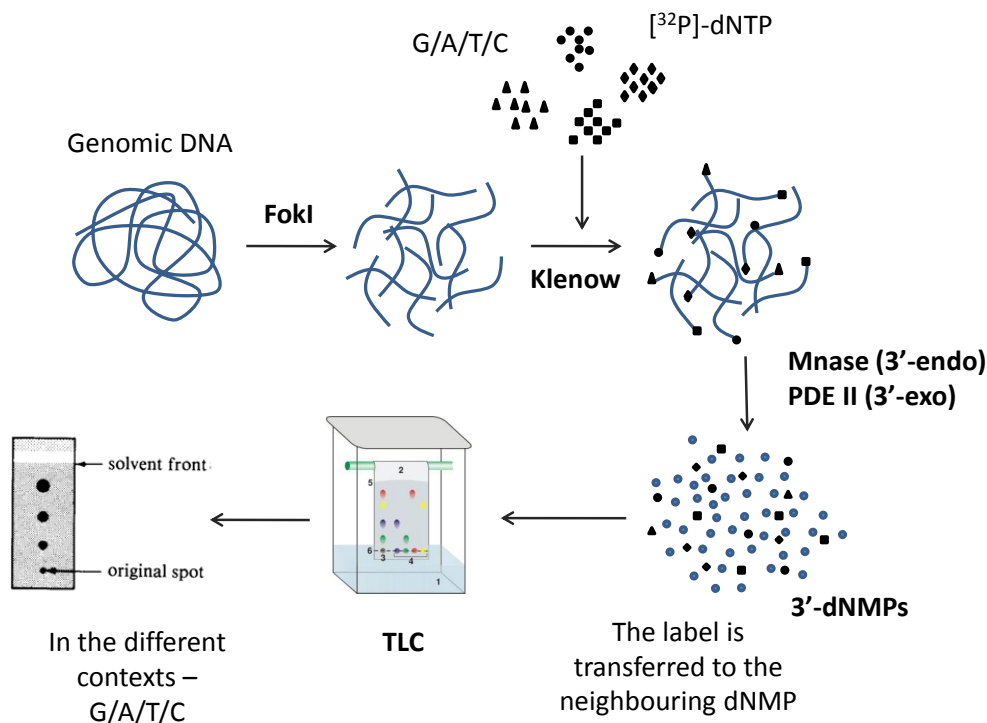 G/A/T/C
[³²P]-dNTP
Genomic DNA
FokI
Klenow
Mnase (3'-endo)
PDE II (3'-exo)
solvent front
original spot
2
5
6
3
4
1
3'-dNMPs
In the different
contexts –
G/A/T/C
TLC
The label is
transferred to the
neighbouring dNMP